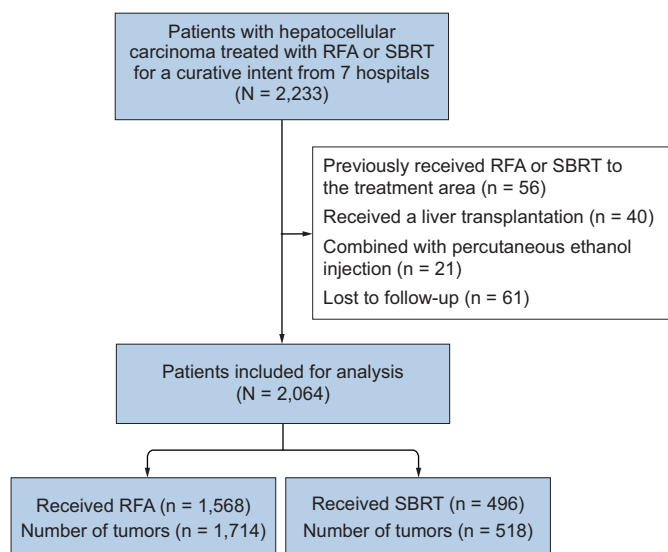 Patients with hepatocellular
carcinoma treated with RFA or SBRT
for a curative intent from 7 hospitals
(N = 2,233)
Previously received RFA or SBRT to
the treatment area (n = 56)
Received a liver transplantation (n = 40)
Combined with percutaneous ethanol
injection (n = 21)
Lost to follow-up (n = 61)
Patients included for analysis
(N = 2,064)
Received RFA (n = 1,568)
Number of tumors (n = 1,714)
Received SBRT (n = 496)
Number of tumors (n = 518)